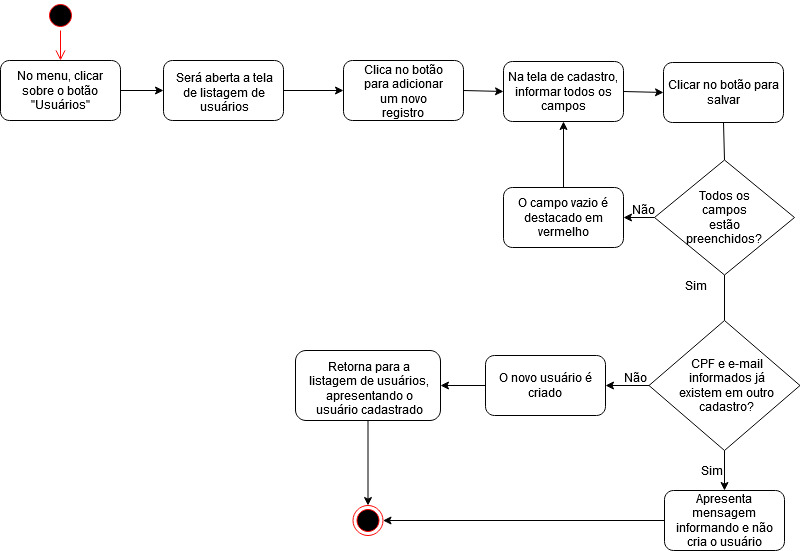 No menu, clicar
sobre o botão
"Usuários"
Será aberta a tela
de listagem de
usuários
Clica no botão
para adicionar
um novo
registro
Na tela de cadastro,
informar todos os
campos
Clicar no botão para
salvar
Todos os
campos
estão
preenchidos?
Não
O campo vazio é
destacado em
vermelho
Sim
CPF e e-mail
informados já
existem em outro
cadastro?
Não
O novo usuário é
criado
Retorna para a
listagem de usuários,
apresentando o
usuário cadastrado
Sim
Apresenta
mensagem
informando e não
cria o usuário